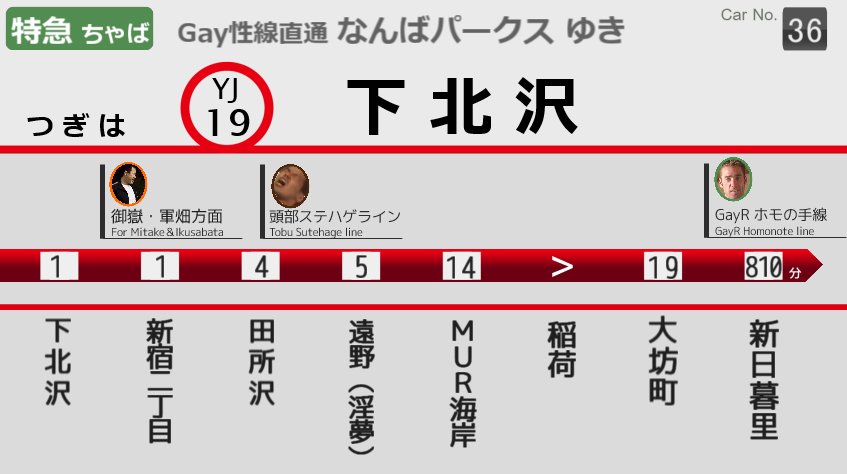 特急 ちゃば
Gay性線直通 なんばパークス ゆき
Car No. 36
つぎは
YJ
19
下北沢
御嶽・軍畑方面
For Mitake＆Ikusabata
頭部ステハゲライン
Tobu Sutehage line
GayR ホモの手線
GayR Homonote line
1 1 4 5 14 > 19 810 分
下北沢
新宿二丁目
田所沢
遠野（淫夢）
MUR海岸
稲荷
大坊町
新日暮里